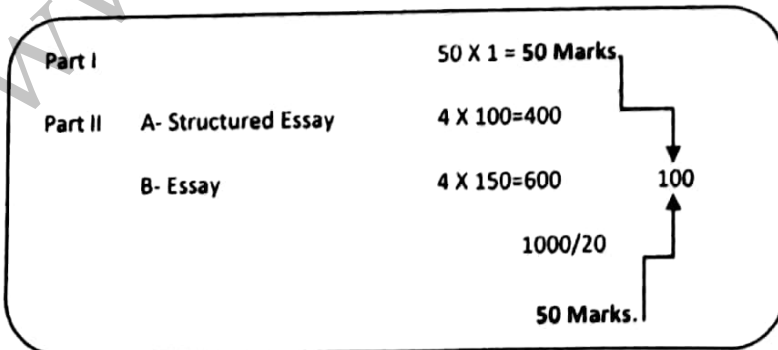 Part I 50 X 1 = 50 Marks.
Part II A- Structured Essay 4 X 100=400
B- Essay 4 X 150=600 100
1000/20
50 Marks.